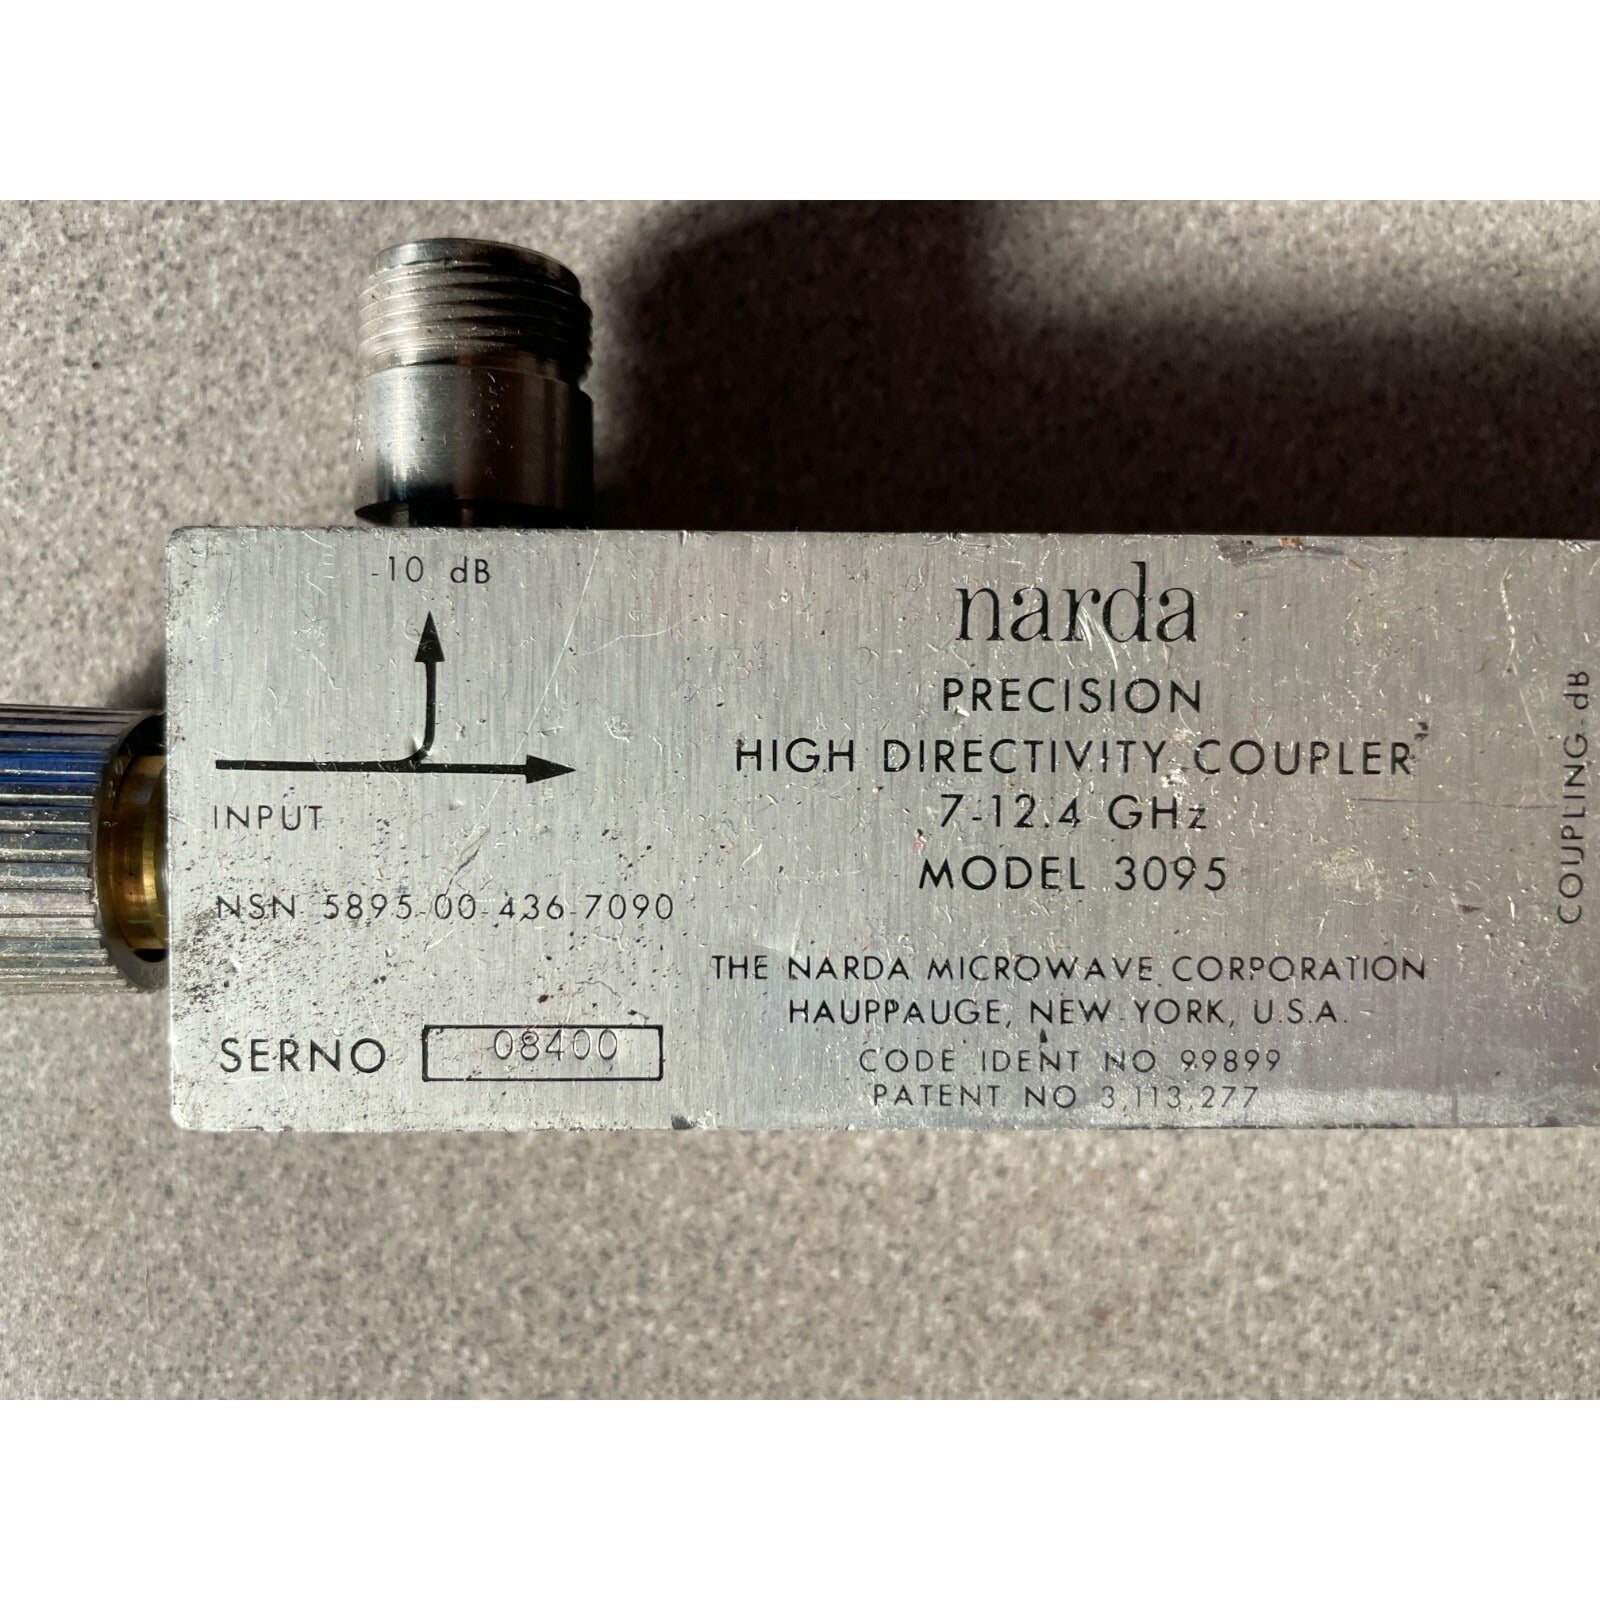 -10 dB
INPUT
NSN 5895-00-436-7090
SERNO 08400
narda
PRECISION
HIGH DIRECTIVITY COUPLER
7-12.4 GHz
MODEL 3095
THE NARDA MICROWAVE CORPORATION
HAUPPAUGE, NEW YORK, U.S.A.
CODE IDENT NO 99899
PATENT NO 3,113,277
COUPLING-dB